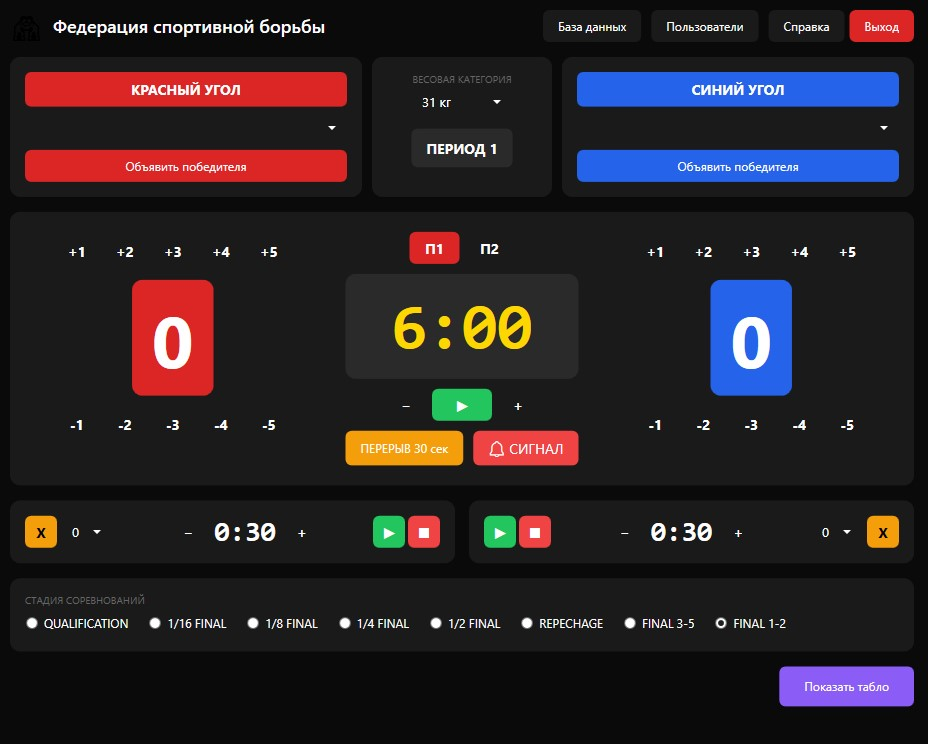 Федерация спортивной борьбы
База данных Пользователи Справка Выход
КРАСНЫЙ УГОЛ
Объявить победителя
ВЕСОВАЯ КАТЕГОРИЯ
31 кг
ПЕРИОД 1
СИНИЙ УГОЛ
Объявить победителя
+1 +2 +3 +4 +5
0
-1 -2 -3 -4 -5
П1 П2
6:00
– +
ПЕРЕРЫВ 30 сек СИГНАЛ
+1 +2 +3 +4 +5
0
-1 -2 -3 -4 -5
X 0 – 0:30 +
– 0:30 + 0 X
СТАДИЯ СОРЕВНОВАНИЙ
QUALIFICATION 1/16 FINAL 1/8 FINAL 1/4 FINAL 1/2 FINAL REPECHAGE FINAL 3-5 FINAL 1-2
Показать табло